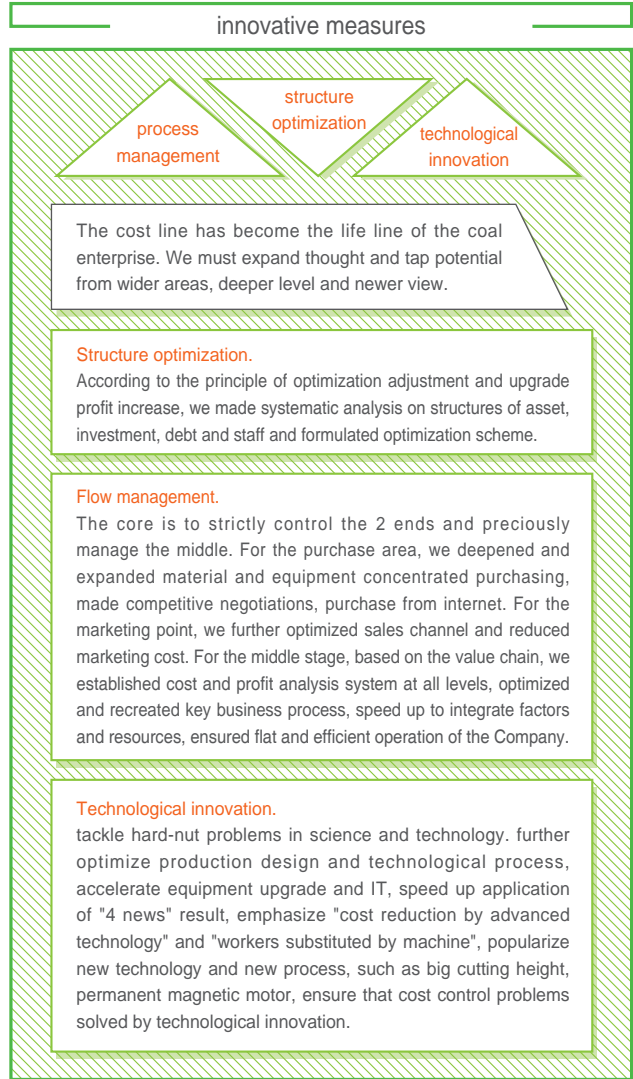 innovative measures
process
management
structure
optimization
technological
innovation
The cost line has become the life line of the coal
enterprise. We must expand thought and tap potential
from wider areas, deeper level and newer view.
Structure optimization.
According to the principle of optimization adjustment and upgrade
profit increase, we made systematic analysis on structures of asset,
investment, debt and staff and formulated optimization scheme.
Flow management.
The core is to strictly control the 2 ends and preciously
manage the middle. For the purchase area, we deepened and
expanded material and equipment concentrated purchasing,
made competitive negotiations, purchase from internet. For the
marketing point, we further optimized sales channel and reduced
marketing cost. For the middle stage, based on the value chain, we
established cost and profit analysis system at all levels, optimized
and recreated key business process, speed up to integrate factors
and resources, ensured flat and efficient operation of the Company.
Technological innovation.
tackle hard-nut problems in science and technology. further
optimize production design and technological process,
accelerate equipment upgrade and IT, speed up application
of "4 news" result, emphasize "cost reduction by advanced
technology" and "workers substituted by machine", popularize
new technology and new process, such as big cutting height,
permanent magnetic motor, ensure that cost control problems
solved by technological innovation.